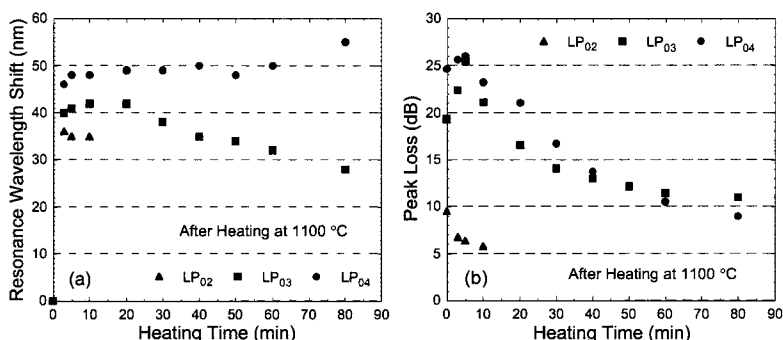 60
50
40
30
20
10
0
Resonance Wavelength Shift (nm)
After Heating at 1100 °C
(a)
▲ LP02 ■ LP03 ● LP04
0 10 20 30 40 50 60 70 80 90
Heating Time (min)
30
25
20
15
10
5
0
Peak Loss (dB)
▲ LP02 ■ LP03 ● LP04
(b)
After Heating at 1100 °C
0 10 20 30 40 50 60 70 80 90
Heating Time (min)